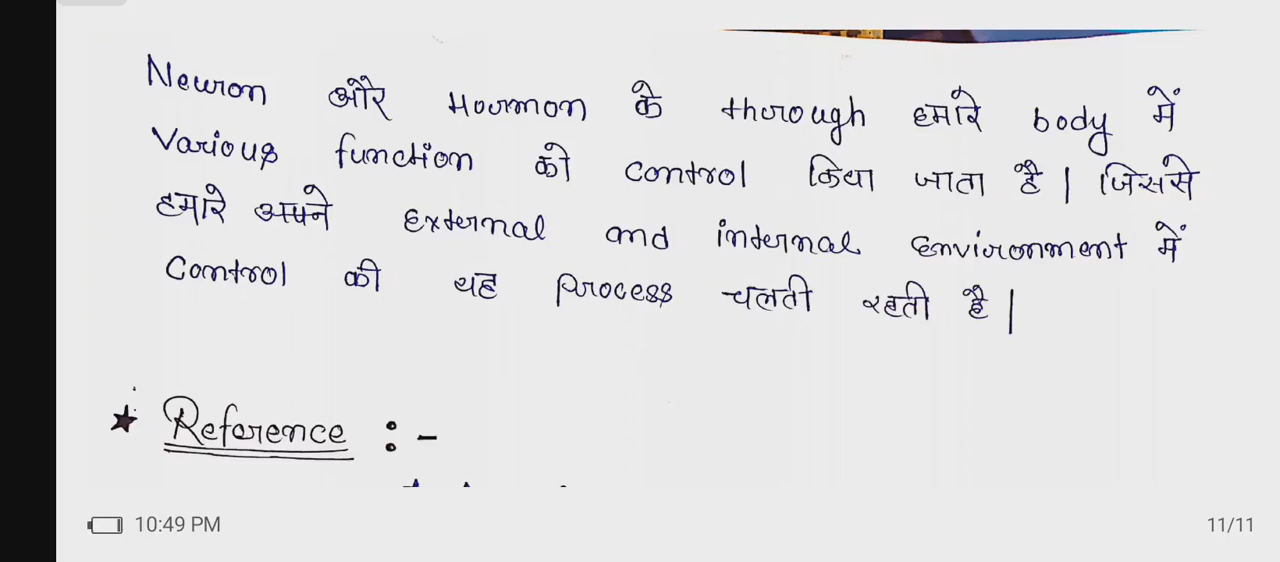 Neuron और Hormon के thorough हमारे body में
Various function को control किया जाता है | जिससे
हमारे अपने External and internal Environment में
Control की यह process चलती रहती है |
★ Reference :-
10:49 PM
11/11